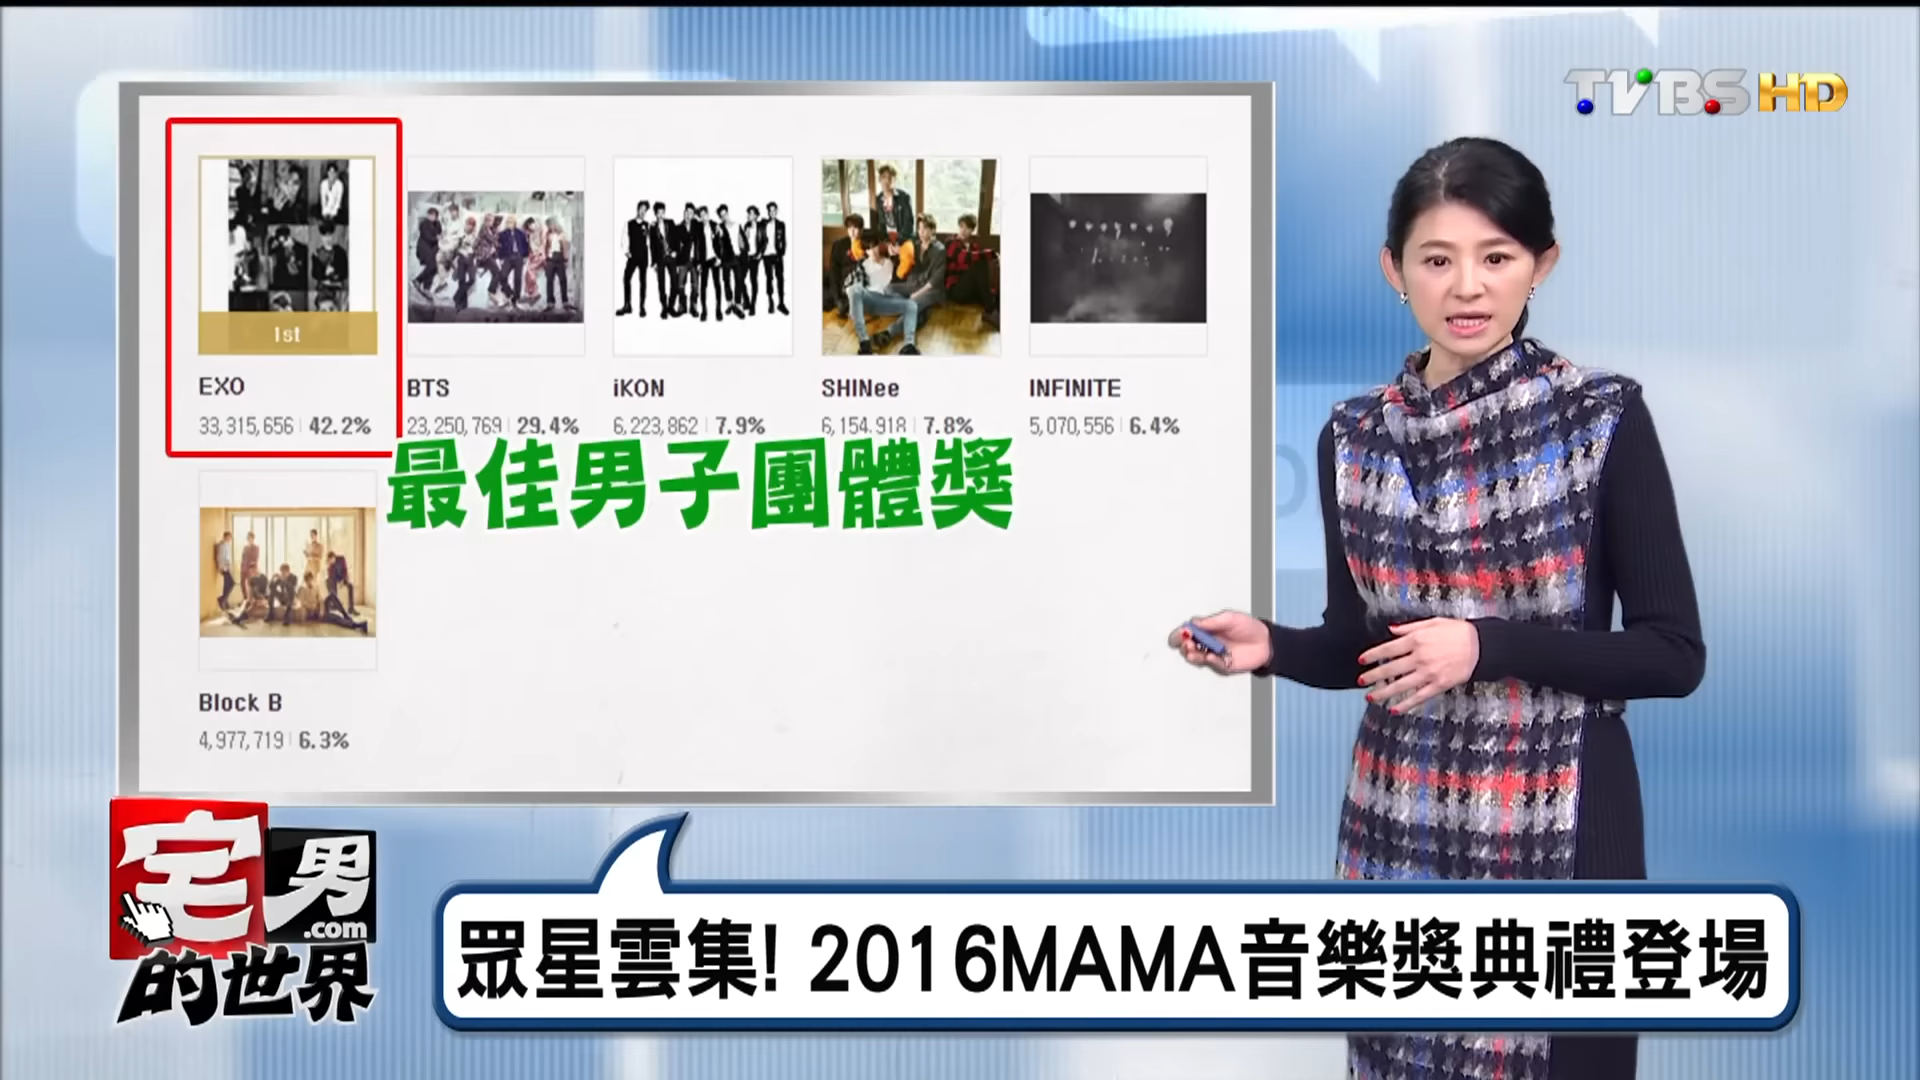 TVBS HD
1st
EXO
33,315,656 | 42.2%
BTS
23,250,769 | 29.4%
iKON
6,223,862 | 7.9%
SHINee
6,154,918 | 7.8%
INFINITE
5,070,556 | 6.4%
最佳男子團體獎
Block B
4,977,719 | 6.3%
宅男
.com
的世界
眾星雲集! 2016MAMA音樂獎典禮登場